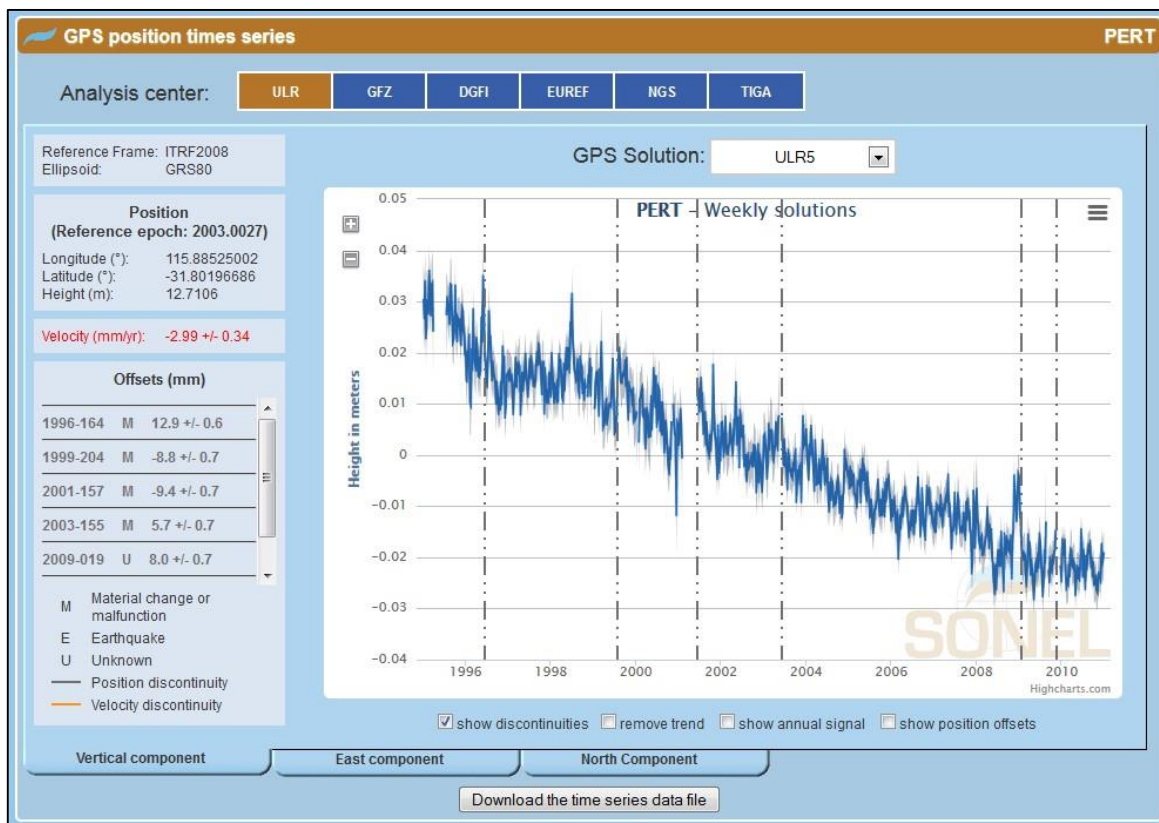 GPS position times series
PERT
Analysis center:
ULR
GFZ
DGFI
EUREF
NGS
TIGA
Reference Frame: ITRF2008
Ellipsoid: GRS80
Position
(Reference epoch: 2003.0027)
Longitude (°): 115.88525002
Latitude (°): -31.80196686
Height (m): 12.7106
Velocity (mm/yr): -2.99 +/- 0.34
Offsets (mm)
1996-164 M 12.9 +/- 0.6
1999-204 M -8.8 +/- 0.7
2001-157 M -9.4 +/- 0.7
2003-155 M 5.7 +/- 0.7
2009-019 U 8.0 +/- 0.7
M Material change or
malfunction
E Earthquake
U Unknown
Position discontinuity
Velocity discontinuity
GPS Solution: ULR5
PERT - Weekly solutions
Height in meters
0.05
0.04
0.03
0.02
0.01
0
-0.01
-0.02
-0.03
-0.04
1996
1998
2000
2002
2004
2006
2008
2010
SONEL
Highcharts.com
show discontinuities
remove trend
show annual signal
show position offsets
Vertical component
East component
North Component
Download the time series data file